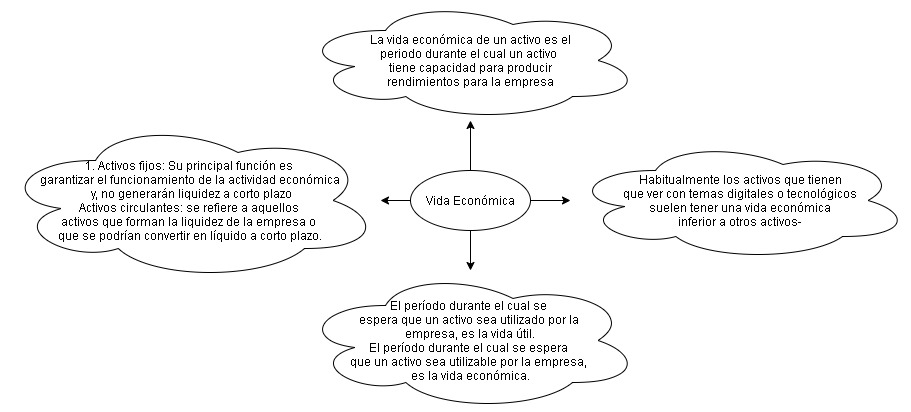 La vida económica de un activo es el
periodo durante el cual un activo
tiene capacidad para producir
rendimientos para la empresa
1. Activos fijos: Su principal función es
garantizar el funcionamiento de la actividad económica
y, no generarán liquidez a corto plazo
Activos circulantes: se refiere a aquellos
activos que forman la liquidez de la empresa o
que se podrían convertir en líquido a corto plazo.
Vida Económica
Habitualmente los activos que tienen
que ver con temas digitales o tecnológicos
suelen tener una vida económica
inferior a otros activos-
El período durante el cual se
espera que un activo sea utilizado por la
empresa, es la vida útil.
El período durante el cual se espera
que un activo sea utilizable por la empresa,
es la vida económica.